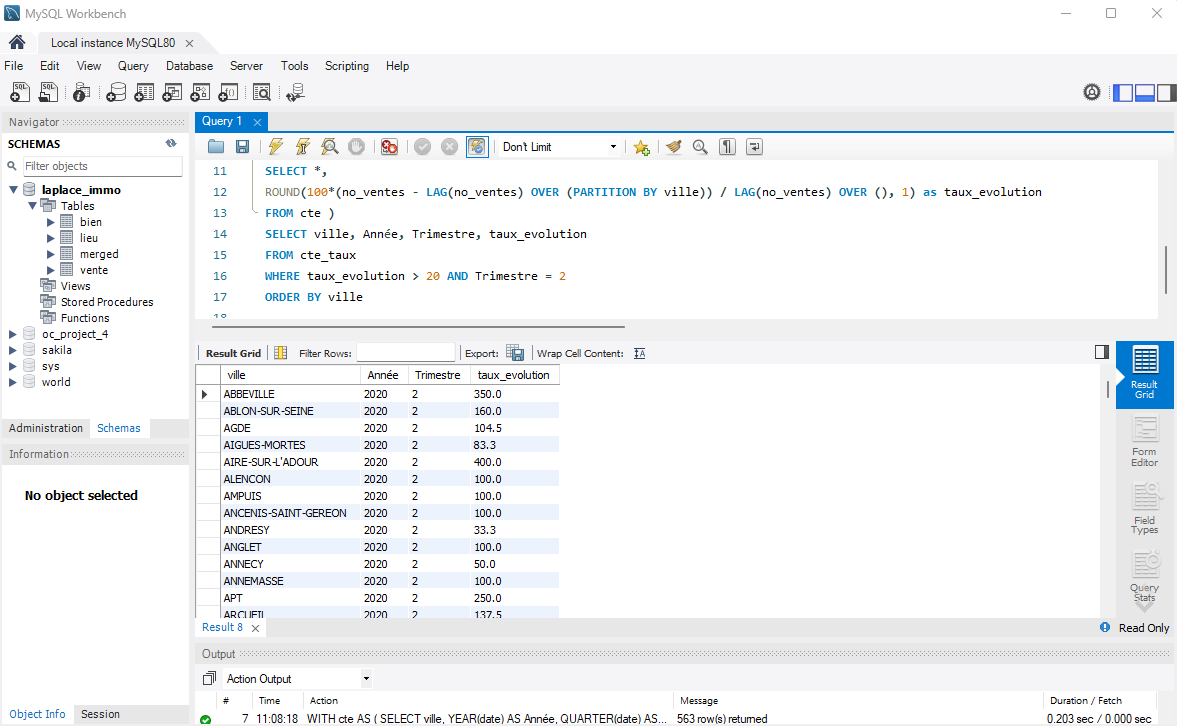 MySQL Workbench
Local instance MySQL80
File Edit View Query Database Server Tools Scripting Help
Navigator
SCHEMAS
Filter objects
laplace_immo
Tables
bien
lieu
merged
vente
Views
Stored Procedures
Functions
oc_project_4
sakila
sys
world
Administration Schemas
Information
No object selected
Object Info Session
Query 1
Don't Limit
11 SELECT *,
12 ROUND(100*(no_ventes - LAG(no_ventes) OVER (PARTITION BY ville)) / LAG(no_ventes) OVER (), 1) as taux_evolution
13 FROM cte )
14 SELECT ville, Année, Trimestre, taux_evolution
15 FROM cte_taux
16 WHERE taux_evolution > 20 AND Trimestre = 2
17 ORDER BY ville
18
Result Grid Filter Rows: Export: Wrap Cell Content:
ville Année Trimestre taux_evolution
ABBEVILLE 2020 2 350.0
ABLON-SUR-SEINE 2020 2 160.0
AGDE 2020 2 104.5
AIGUES-MORTES 2020 2 83.3
AIRE-SUR-L'ADOUR 2020 2 400.0
ALENCON 2020 2 100.0
AMPUIS 2020 2 100.0
ANCENIS-SAINT-GEREON 2020 2 100.0
ANDRESY 2020 2 33.3
ANGLET 2020 2 100.0
ANNECY 2020 2 50.0
ANNEMASSE 2020 2 100.0
APT 2020 2 250.0
ARCUEIL 2020 2 137.5
Result Grid
Form Editor
Field Types
Query Stats
Result 8
Read Only
Output
Action Output
# Time Action Message Duration / Fetch
7 11:08:18 WITH cte AS ( SELECT ville, YEAR(date) AS Année, QUARTER(date) AS... 563 row(s) returned 0.203 sec / 0.000 sec